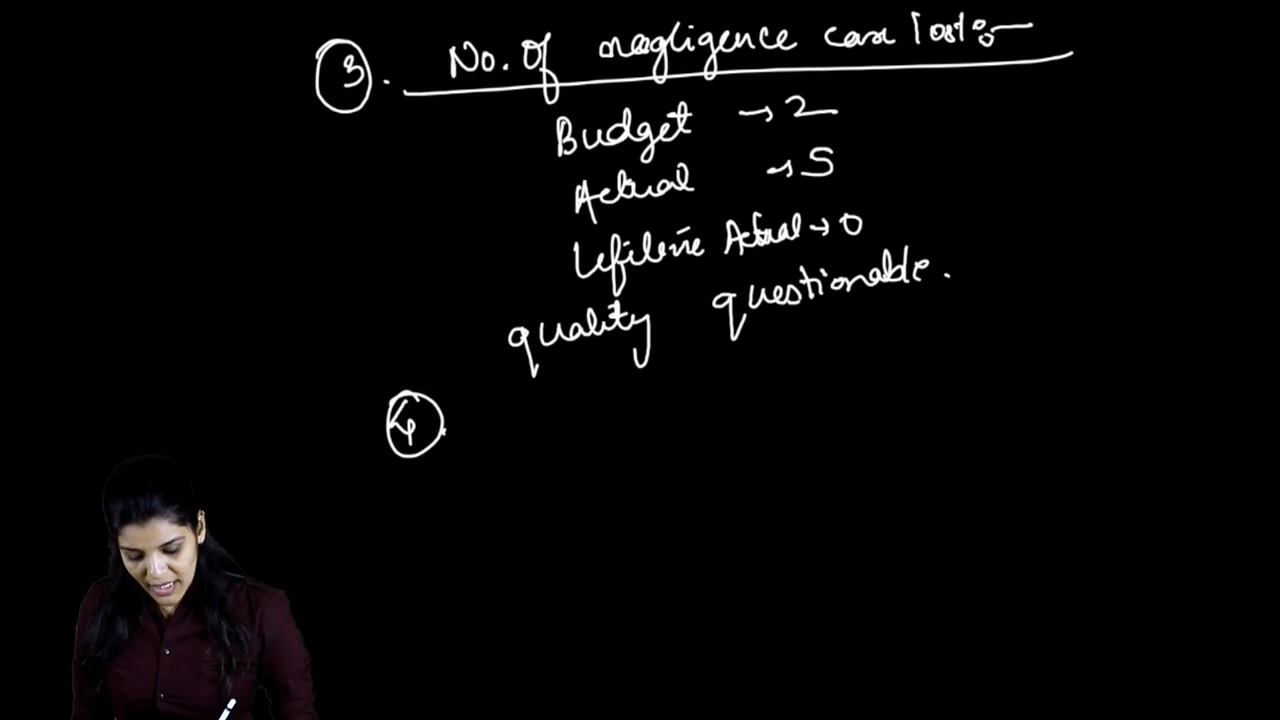 3. No. Of negligence case lost:-
Budget → 2
Actual → 5
Lifeline Actual → 0
quality questionable.
4.